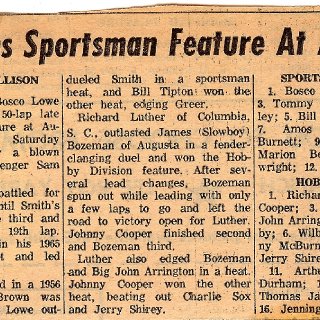 s Sportsman Feature At
LLISON
Bosco Lowe
50-lap late
ture at Au-
Saturday
a blown
enger Sam
battled for
til Smith's
e third and
19th lap.
in his 1965
and led
d in a 1956
Brown was
Lowe out-
dueled Smith in a sportsman
heat, and Bill Tipton won the
other heat, edging Greer.
Richard Luther of Columbia,
S. C., outlasted James (Slowboy)
Bozeman of Augusta in a fender-
clanging duel and won the Hob-
by Division feature. After
several lead changes, Bozeman
spun out while leading with only
a few laps to go and left the
road to victory open for Luther.
Johnny Cooper finished second
and Bozeman third.
Luther also edged Bozeman
and Big John Arrington in a heat.
Johnny Cooper won the other
heat, beating out Charlie Sox
and Jerry Shirey.
SPORTS
1. Bosco
3. Tommy
ley; 5. Bill
7. Amos
Burnett; 9.
Marion Be
wright; 12.
HOB
1. Richar
Cooper; 3.
John Arring
by; 6. Wilb
ny McBurn
Jerry Shirey
11. Arthe
Durham; 1
Thomas Ja
16. Jenning